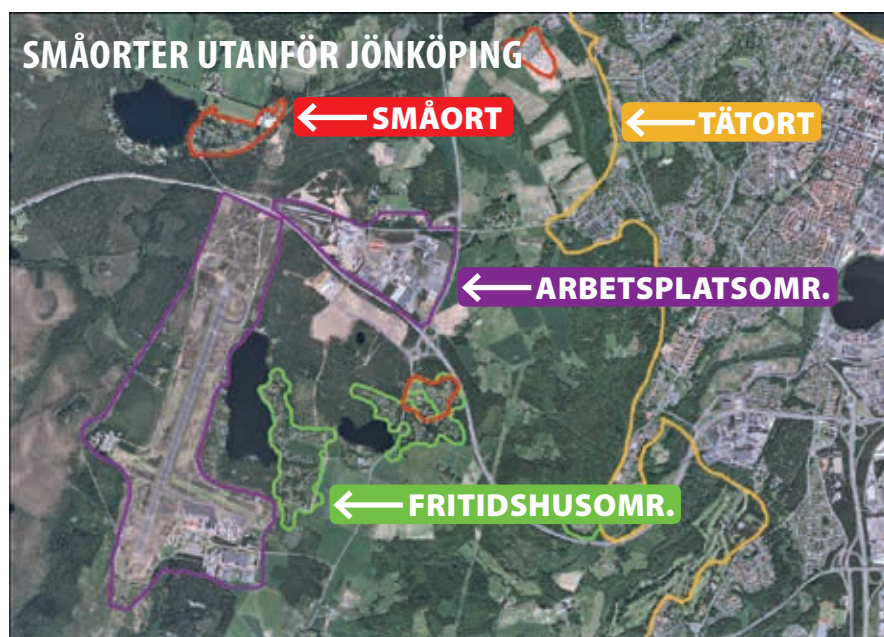 SMÅORTER UTANFÖR JÖNKÖPING
SMÅORT
TÄTORT
ARBETSPLATSOMR.
FRITIDSHUSOMR.